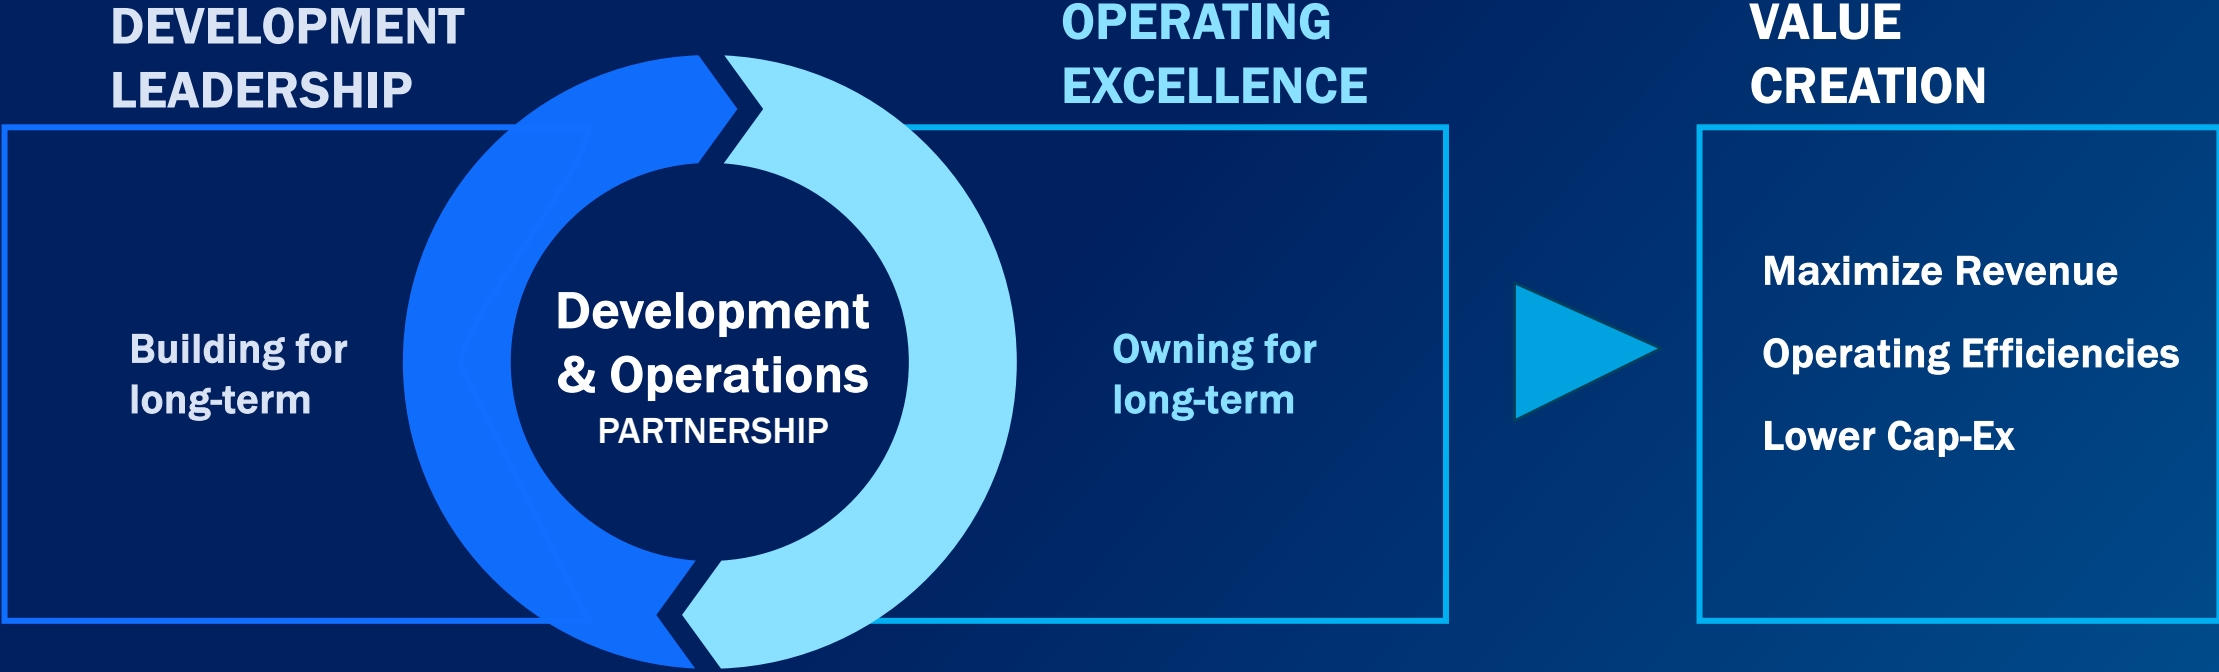 DEVELOPMENT
LEADERSHIP
Building for
long-term
Development
& Operations
PARTNERSHIP
OPERATING
EXCELLENCE
Owning for
long-term
VALUE
CREATION
Maximize Revenue
Operating Efficiencies
Lower Cap-Ex